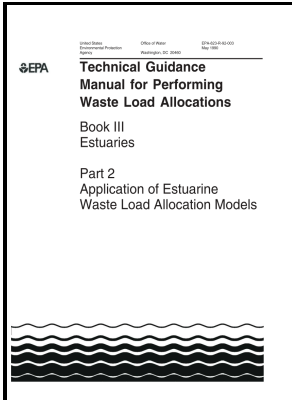 United States
Environmental Protection
Agency
Office of Water
Washington, DC 20460
EPA-823-R-92-003
May 1990
EPA
Technical Guidance
Manual for Performing
Waste Load Allocations
Book III
Estuaries
Part 2
Application of Estuarine
Waste Load Allocation Models